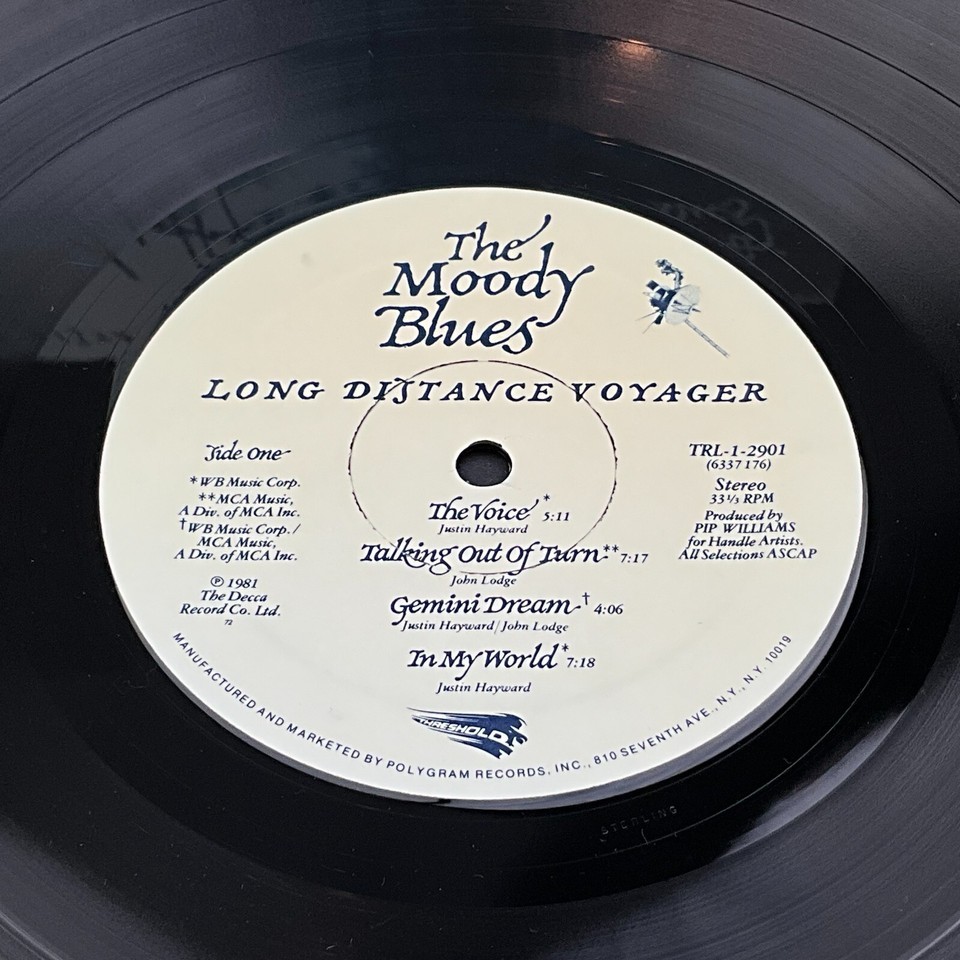 The
Moody
Blues
LONG DISTANCE VOYAGER
Side One
*WB Music Corp.
**MCA Music,
A Div. of MCA Inc.
†WB Music Corp./
MCA Music,
A Div. of MCA Inc.
℗ 1981
The Decca
Record Co. Ltd.
72
TRL-1-2901
(6337 176)
Stereo
33⅓ RPM
Produced by
PIP WILLIAMS
for Handle Artists.
All Selections ASCAP
The Voice* 5:11
Justin Hayward
Talking Out Of Turn** 7:17
John Lodge
Gemini Dream† 4:06
Justin Hayward/John Lodge
In My World* 7:18
Justin Hayward
THRESHOLD
MANUFACTURED AND MARKETED BY POLYGRAM RECORDS, INC., 810 SEVENTH AVE., N.Y., N.Y. 10019
STERLING